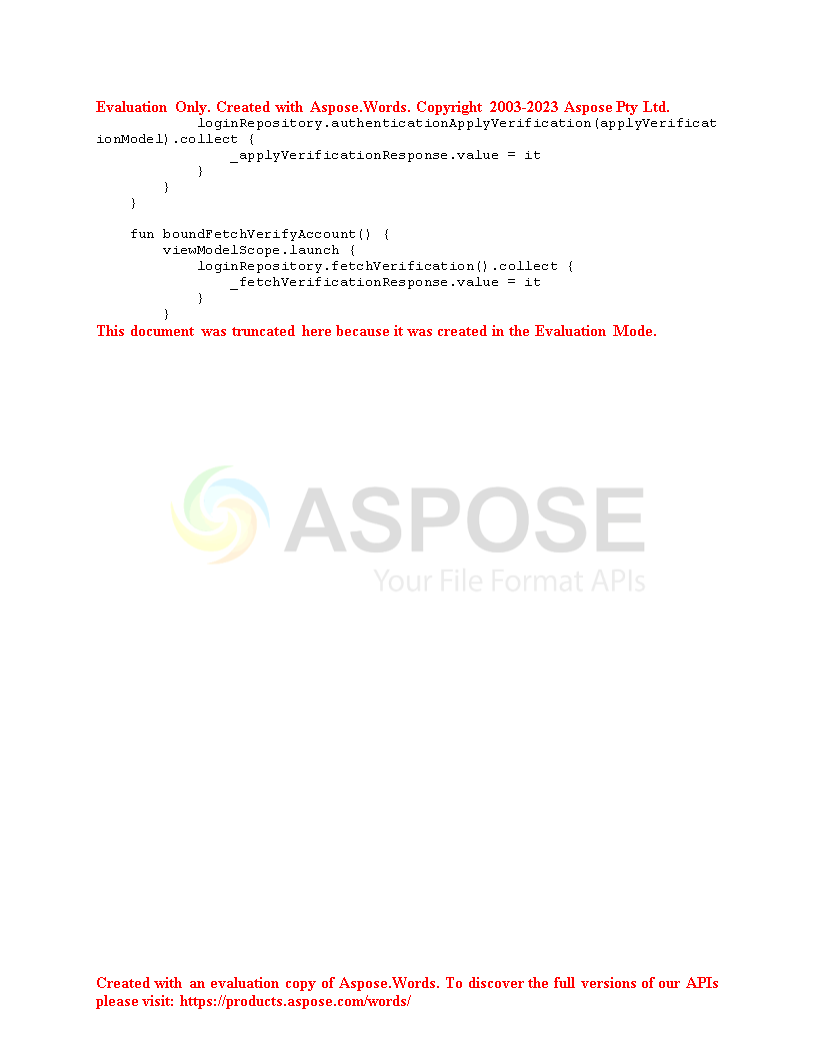 Evaluation Only. Created with Aspose.Words. Copyright 2003-2023 Aspose Pty Ltd.
            loginRepository.authenticationApplyVerification(applyVerificat
ionModel).collect {
                _applyVerificationResponse.value = it
            }
        }
    }

    fun boundFetchVerifyAccount() {
        viewModelScope.launch {
            loginRepository.fetchVerification().collect {
                _fetchVerificationResponse.value = it
            }
        }
This document was truncated here because it was created in the Evaluation Mode.
ASPOSE
Your File Format APIs
Created with an evaluation copy of Aspose.Words. To discover the full versions of our APIs
please visit: https://products.aspose.com/words/